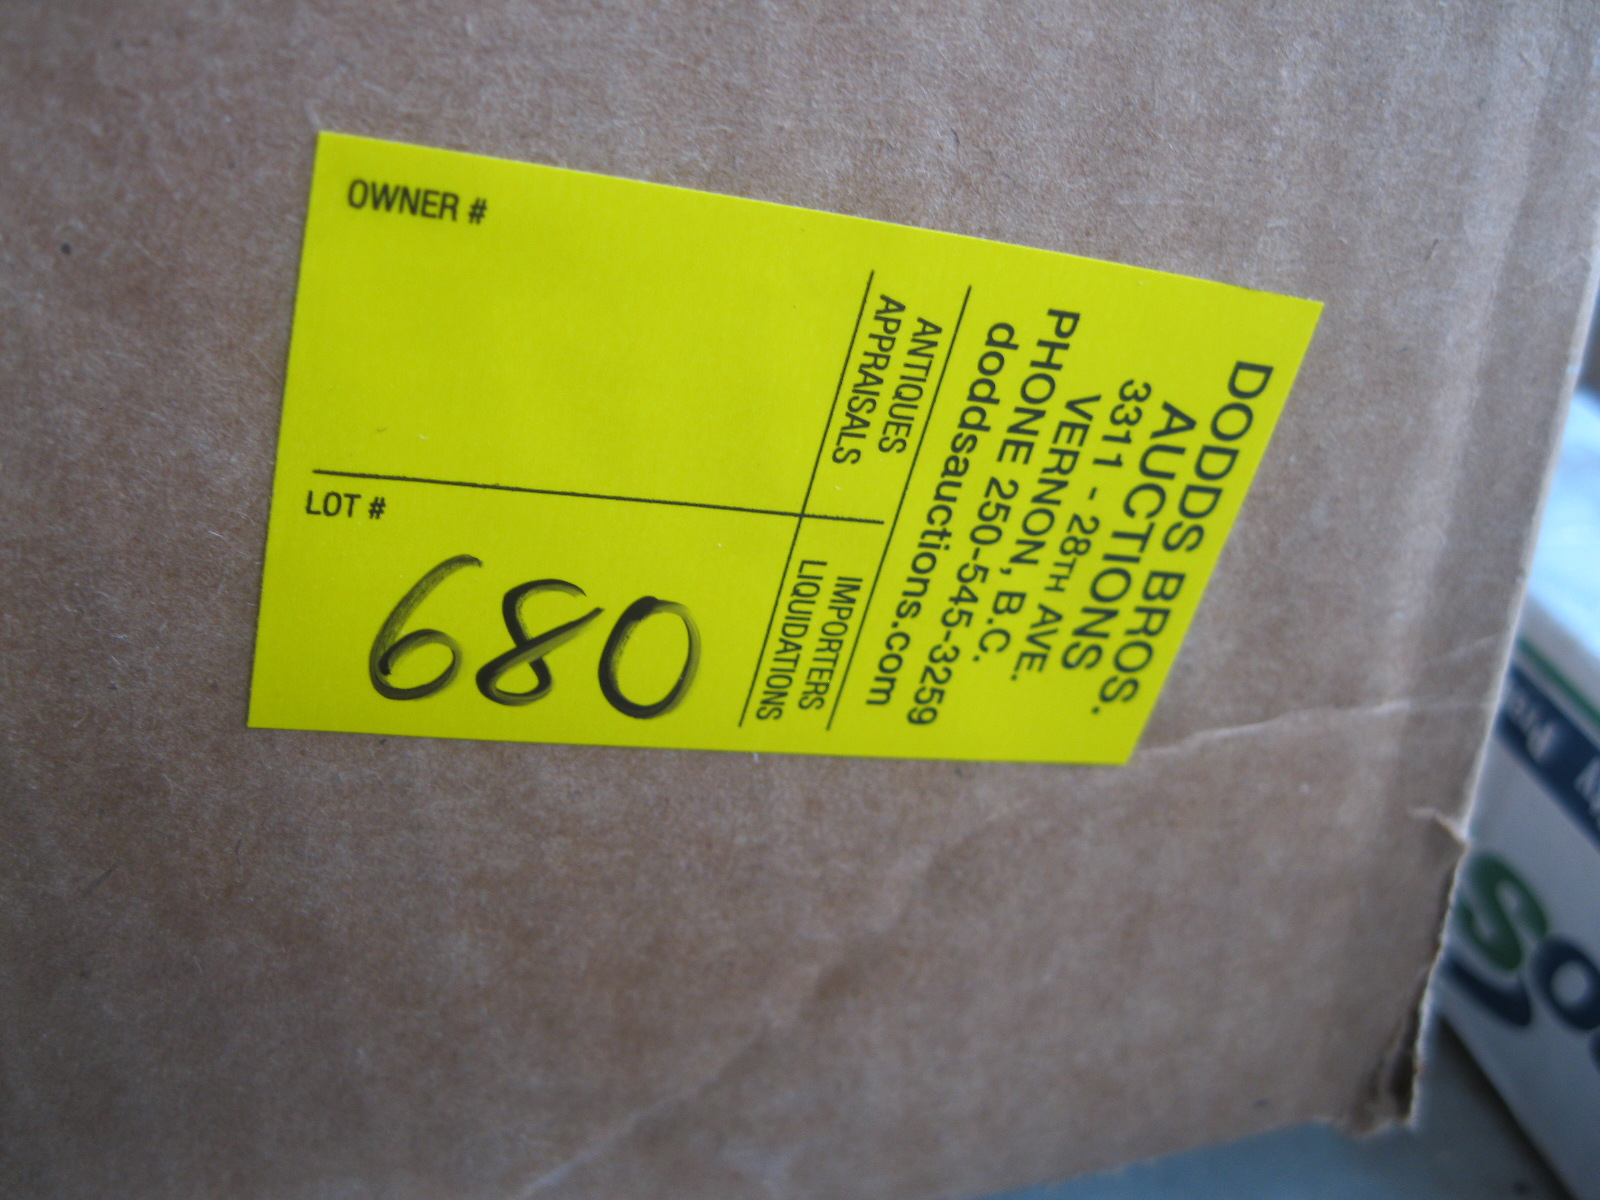 DODDS BROS.
AUCTIONS
3311 - 28TH AVE.
VERNON, B.C.
PHONE 250-545-3259
doddsauctions.com
ANTIQUES
APPRAISALS
IMPORTERS
LIQUIDATIONS
OWNER #
LOT #
680